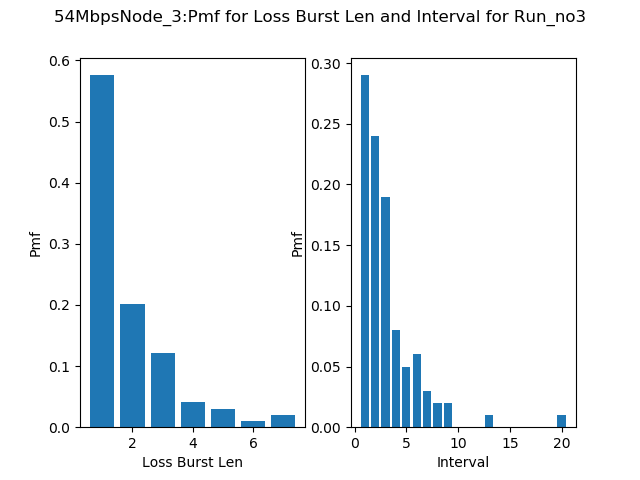 54MbpsNode_3:Pmf for Loss Burst Len and Interval for Run_no3
0.6
0.5
0.4
0.3
0.2
0.1
0.0
Pmf
2 4 6
Loss Burst Len
0.30
0.25
0.20
0.15
0.10
0.05
0.00
Pmf
0 5 10 15 20
Interval